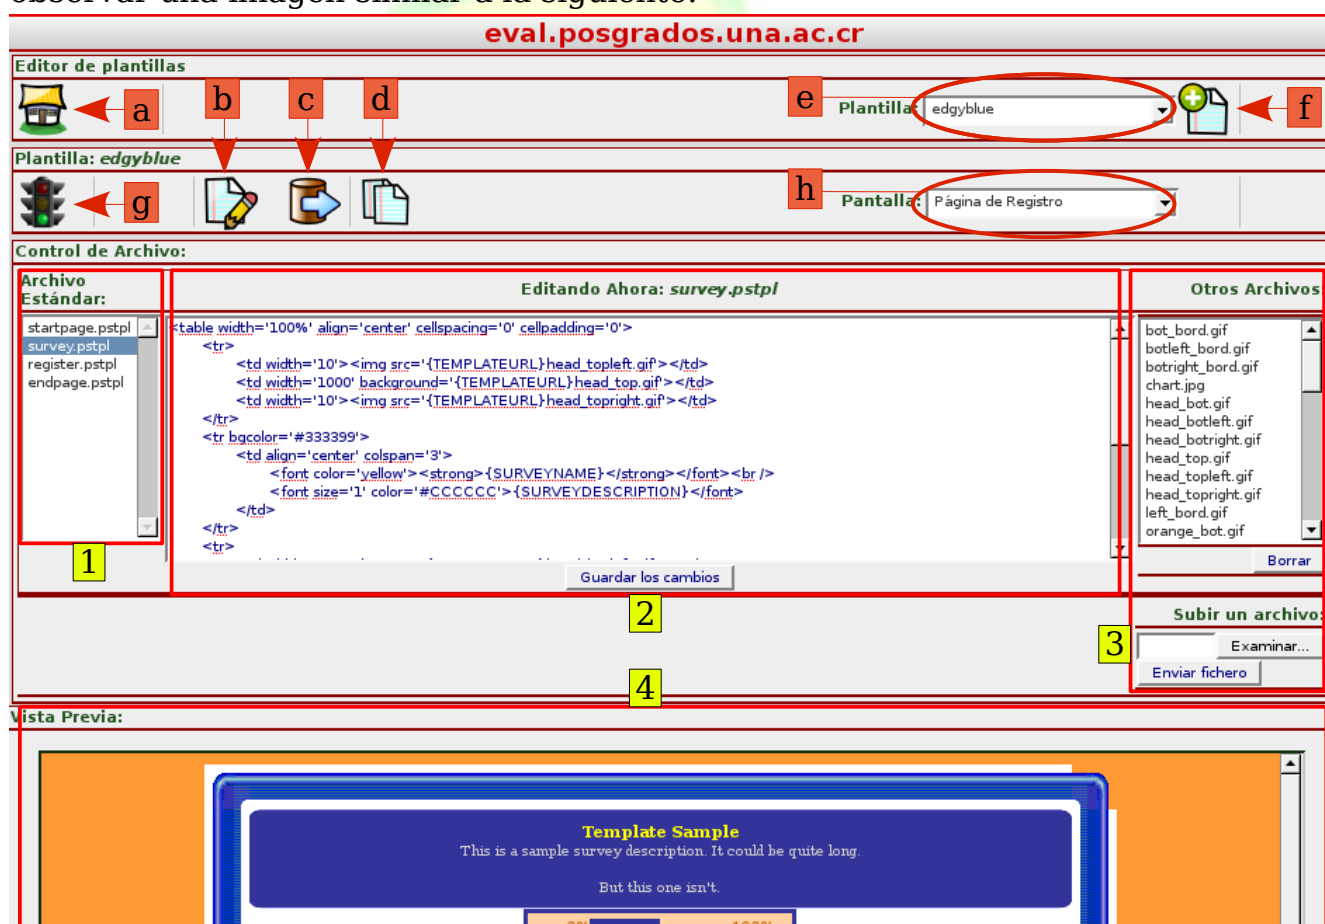 observar una imagen similar a la siguiente:
eval.posgrados.una.ac.cr
Editor de plantillas
a
b
c
d
e
Plantilla:
edgyblue
f
Plantilla: edgyblue
g
h
Pantalla:
Página de Registro
Control de Archivo:
Archivo
Estándar:
startpage.pstpl
survey.pstpl
register.pstpl
endpage.pstpl
1
Editando Ahora: survey.pstpl
<table width='100%' align='center' cellspacing='0' cellpadding='0'>
<tr>
<td width='10'><img src='{TEMPLATEURL}head_topleft.gif'></td>
<td width='1000' background='{TEMPLATEURL}head_top.gif'></td>
<td width='10'><img src='{TEMPLATEURL}head_topright.gif'></td>
</tr>
<tr bgcolor='#333399'>
<td align='center' colspan='3'>
<font color='yellow'><strong>{SURVEYNAME}</strong></font><br />
<font size='1' color='#CCCCCC'>{SURVEYDESCRIPTION}</font>
</td>
</tr>
<tr>
Guardar los cambios
2
Otros Archivos
bot_bord.gif
botleft_bord.gif
botright_bord.gif
chart.jpg
head_bot.gif
head_botleft.gif
head_botright.gif
head_top.gif
head_topleft.gif
head_topright.gif
left_bord.gif
orange_bot.gif
Borrar
Subir un archivo:
3
Examinar...
Enviar fichero
4
Vista Previa:
Template Sample
This is a sample survey description. It could be quite long.
But this one isn't.
0% 100%